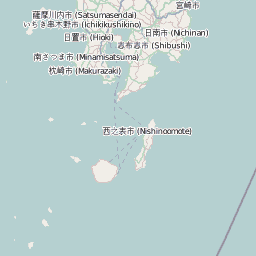 宮崎市
薩摩川内市 (Satsumasendai)
いちき串木野市 (Ichikikushikino)
日南市 (Nichinan)
日置市 (Hioki)
志布志市 (Shibushi)
南さつま市 (Minamisatsuma)
枕崎市 (Makurazaki)
西之表市 (Nishinoomote)